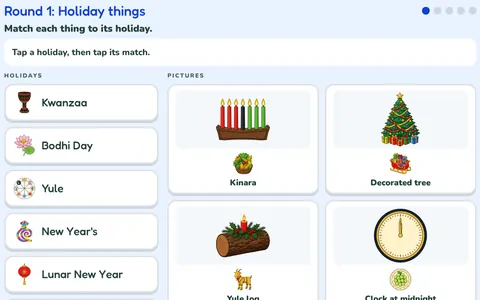 Round 1: Holiday things
Match each thing to its holiday.
Tap a holiday, then tap its match.
HOLIDAYS
Kwanzaa
Bodhi Day
Yule
New Year's
Lunar New Year
PICTURES
Kinara
Decorated tree
Yule log
Clock at midnight